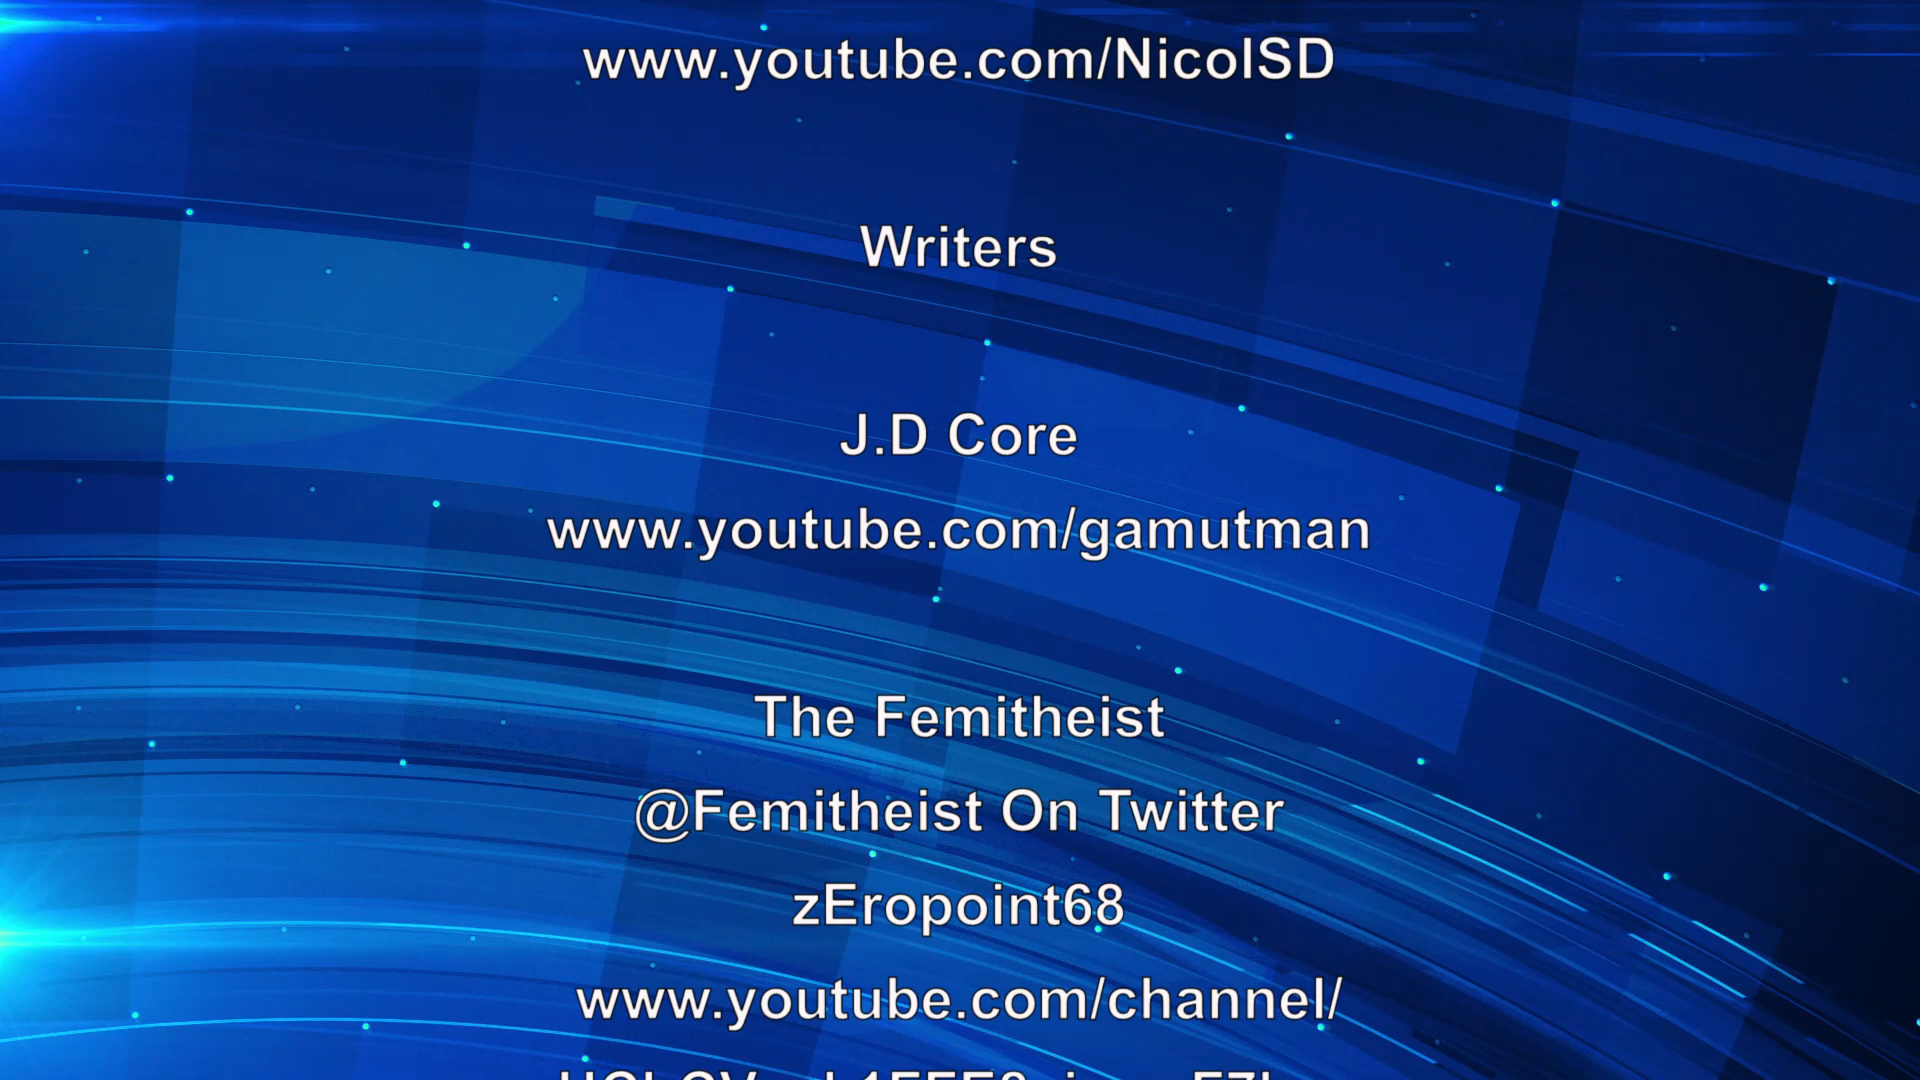 www.youtube.com/NicolSD
Writers
J.D Core
www.youtube.com/gamutman
The Femitheist
@Femitheist On Twitter
zEropoint68
www.youtube.com/channel/